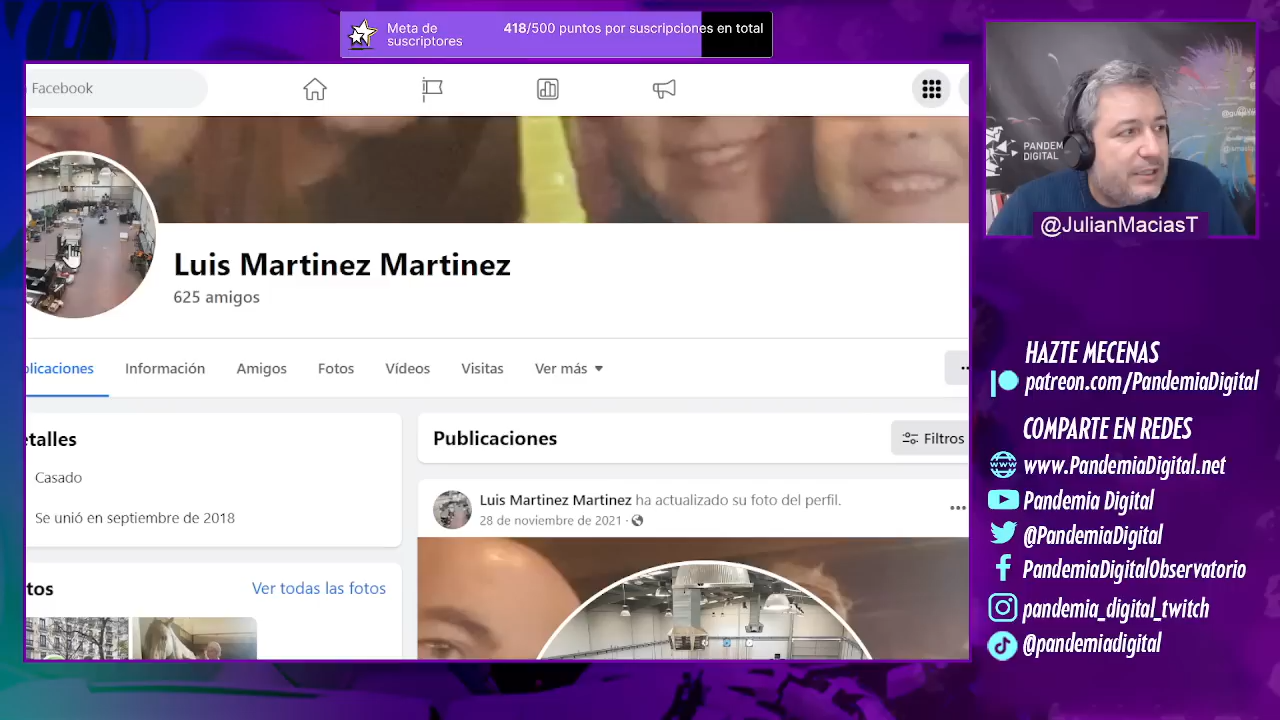 Meta de
suscriptores
418/500 puntos por suscripciones en total
Facebook
Luis Martinez Martinez
625 amigos
blicaciones
Información
Amigos
Fotos
Vídeos
Visitas
Ver más
etalles
Casado
Se unió en septiembre de 2018
tos
Ver todas las fotos
Publicaciones
Filtros
Luis Martinez Martinez ha actualizado su foto del perfil.
28 de noviembre de 2021 ·
PANDEM
DIGITAL
@JulianMaciasT
HAZTE MECENAS
patreon.com/PandemiaDigital
COMPARTE EN REDES
www
www.PandemiaDigital.net
Pandemia Digital
@PandemiaDigital
PandemiaDigitalObservatorio
pandemia_digital_twitch
@pandemiadigital